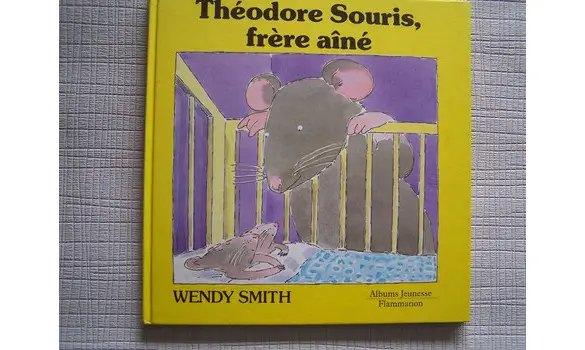 Théodore Souris,
frère aîné
WENDY SMITH
Albums Jeunesse
Flammarion